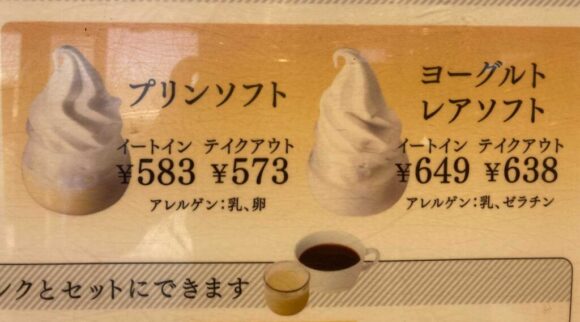 プリンソフト
イートイン テイクアウト
¥583 ¥573
アレルゲン:乳、卵
ヨーグルト
レアソフト
イートイン テイクアウト
¥649 ¥638
アレルゲン:乳、ゼラチン
ンクとセットにできます